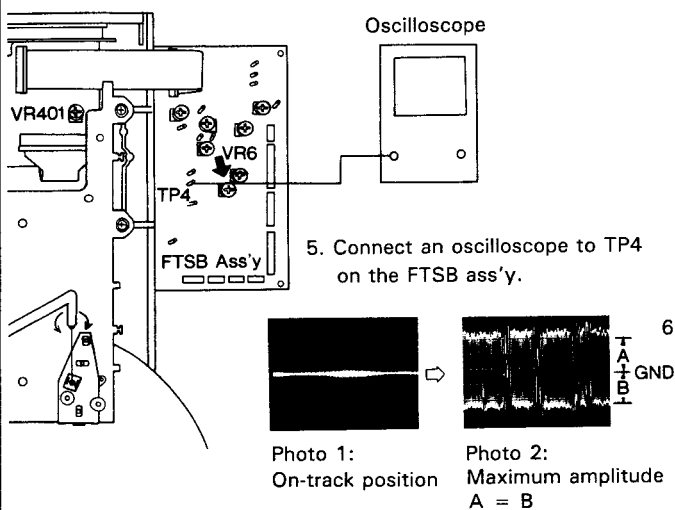 Oscilloscope
VR401
VR6
TP4
FTSB Ass'y
5. Connect an oscilloscope to TP4
on the FTSB ass'y.
6
A
GND
B
Photo 1:
On-track position
Photo 2:
Maximum amplitude
A = B